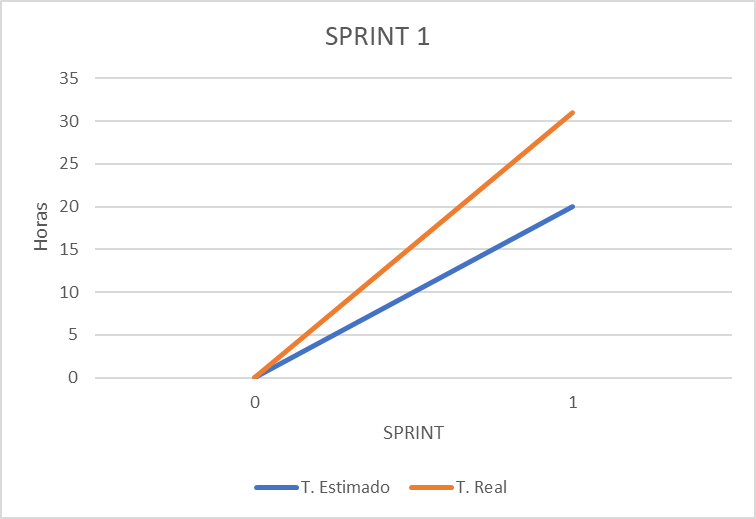 SPRINT 1
35
30
25
20
15
10
5
0
Horas
0 1
SPRINT
T. Estimado T. Real